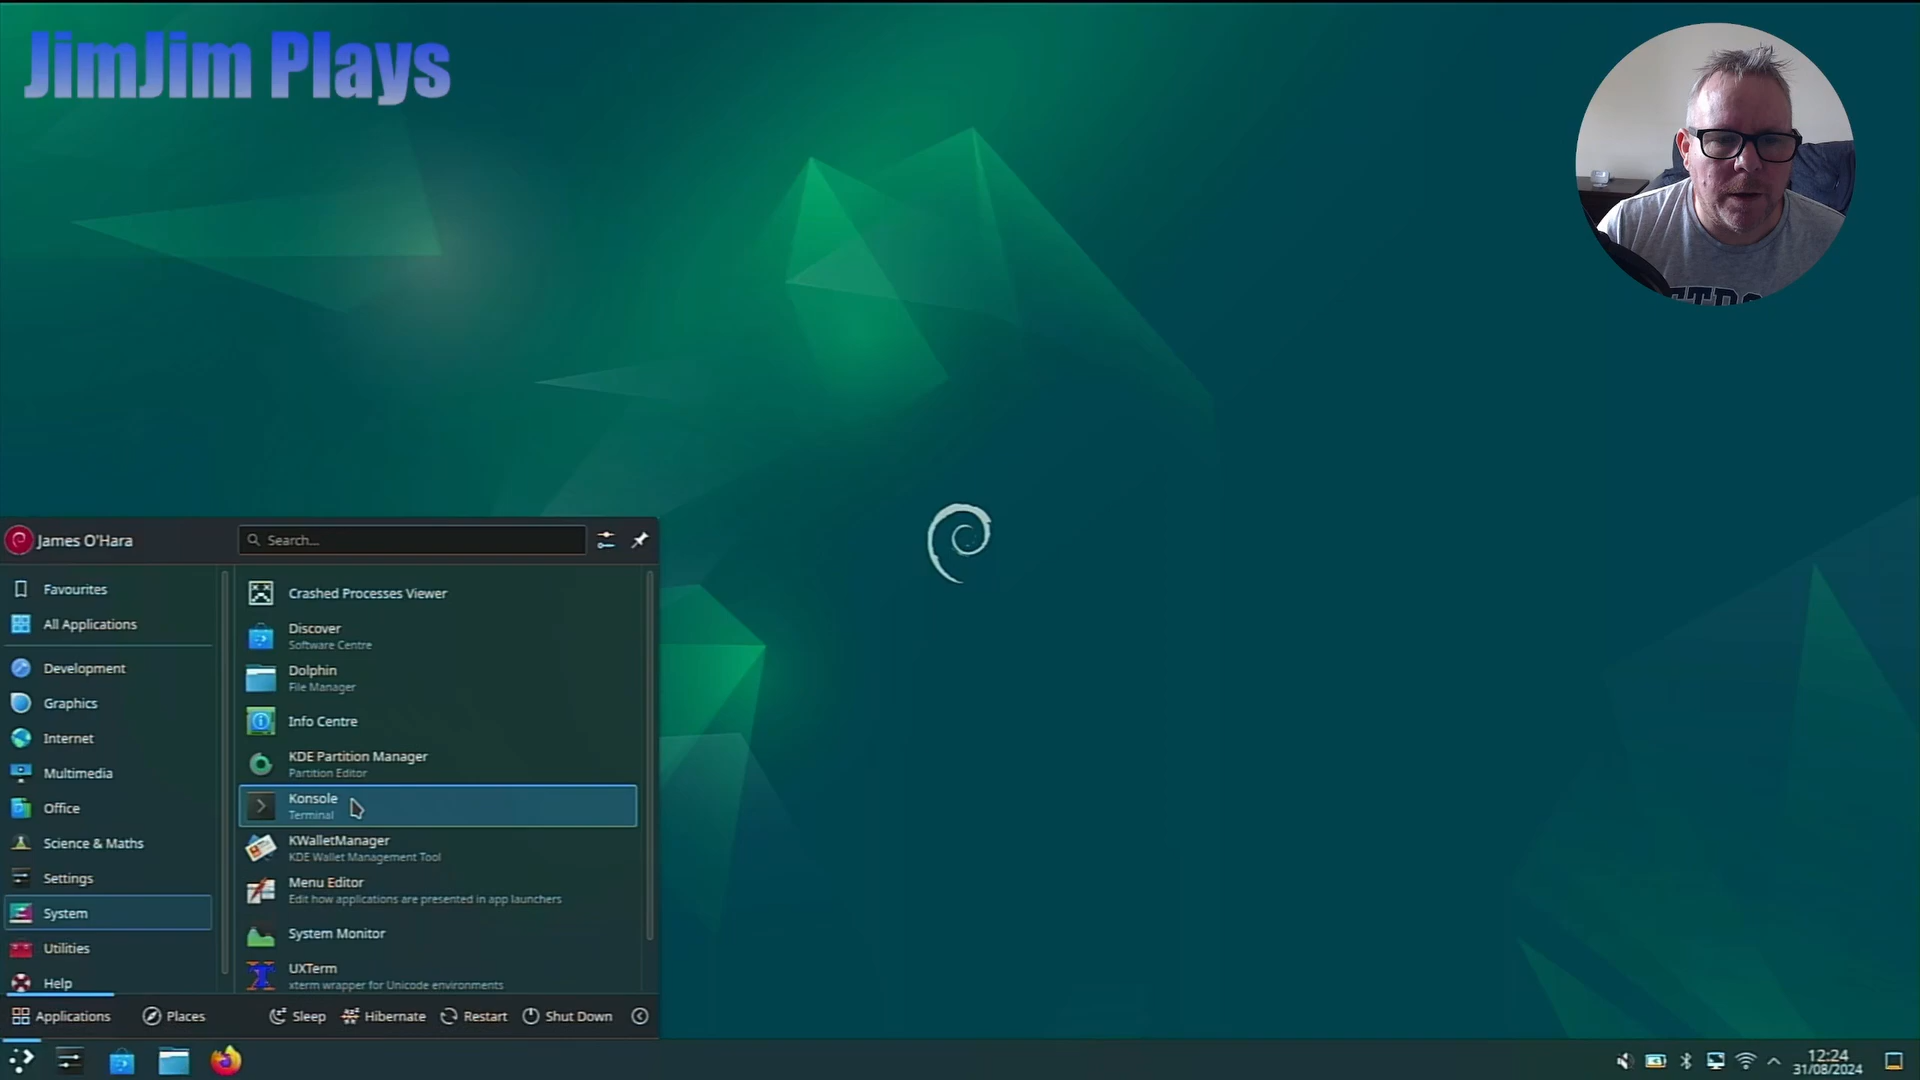 JimJim Plays
James O'Hara
Search...
Favourites
All Applications
Development
Graphics
Internet
Multimedia
Office
Science & Maths
Settings
System
Utilities
Help
Crashed Processes Viewer
Discover
Software Centre
Dolphin
File Manager
Info Centre
KDE Partition Manager
Partition Editor
Konsole
Terminal
KWalletManager
KDE Wallet Management Tool
Menu Editor
Edit how applications are presented in app launchers
System Monitor
UXTerm
xterm wrapper for Unicode environments
Applications
Places
Sleep
Hibernate
Restart
Shut Down
12:24
31/08/2024